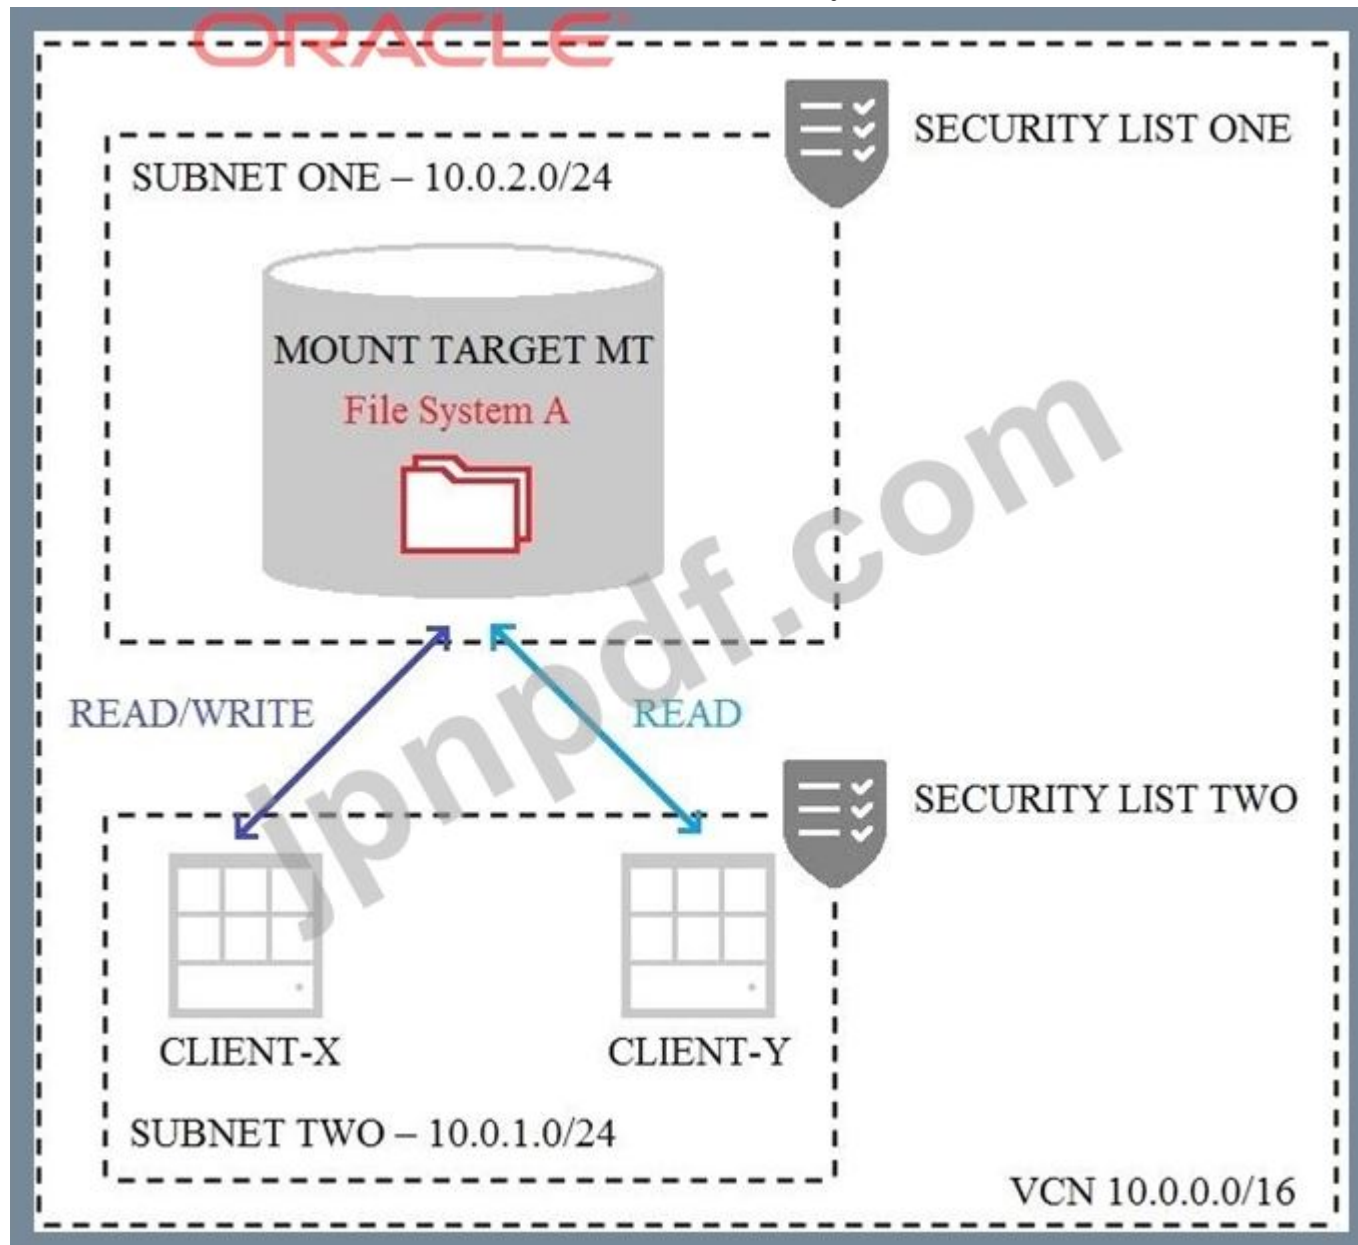 ORACLE
SECURITY LIST ONE
SUBNET ONE – 10.0.2.0/24
MOUNT TARGET MT
File System A
READ/WRITE
READ
jpnpdf.com
SECURITY LIST TWO
CLIENT-X
CLIENT-Y
SUBNET TWO – 10.0.1.0/24
VCN 10.0.0.0/16